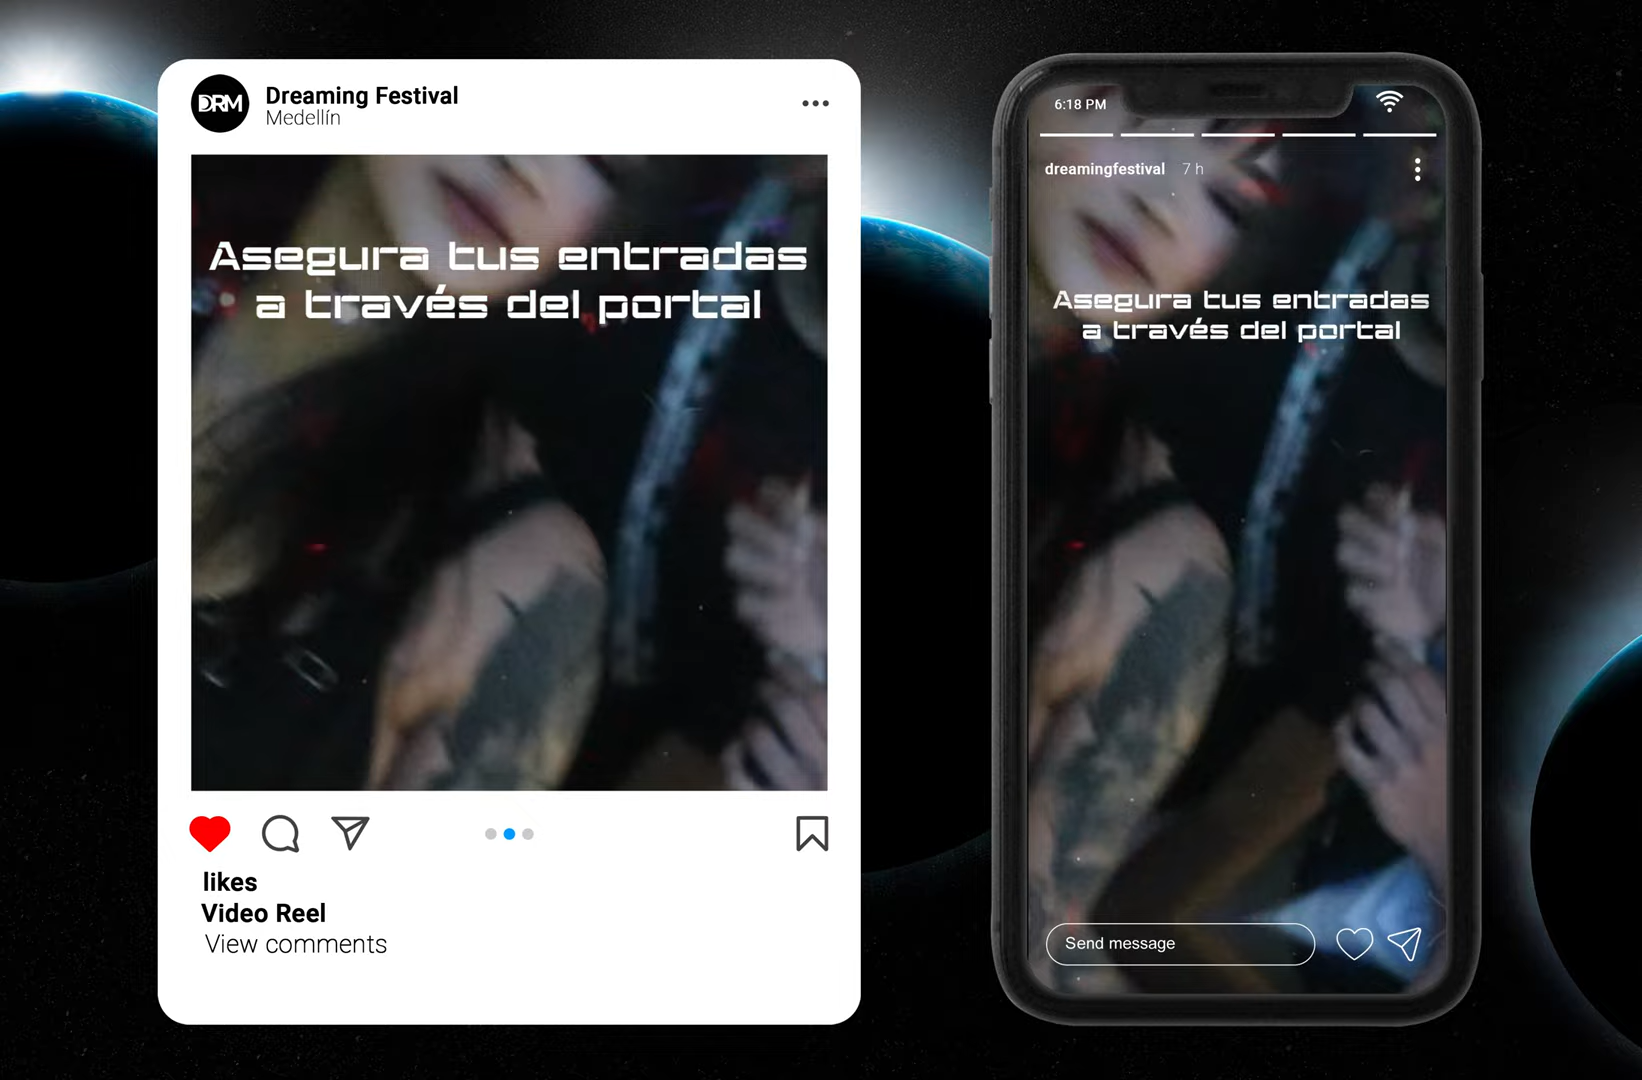 DRM
Dreaming Festival
Medellín
Asegura tus entradas
a través del portal
likes
Video Reel
View comments
6:18 PM
dreamingfestival 7 h
Asegura tus entradas
a través del portal
Send message